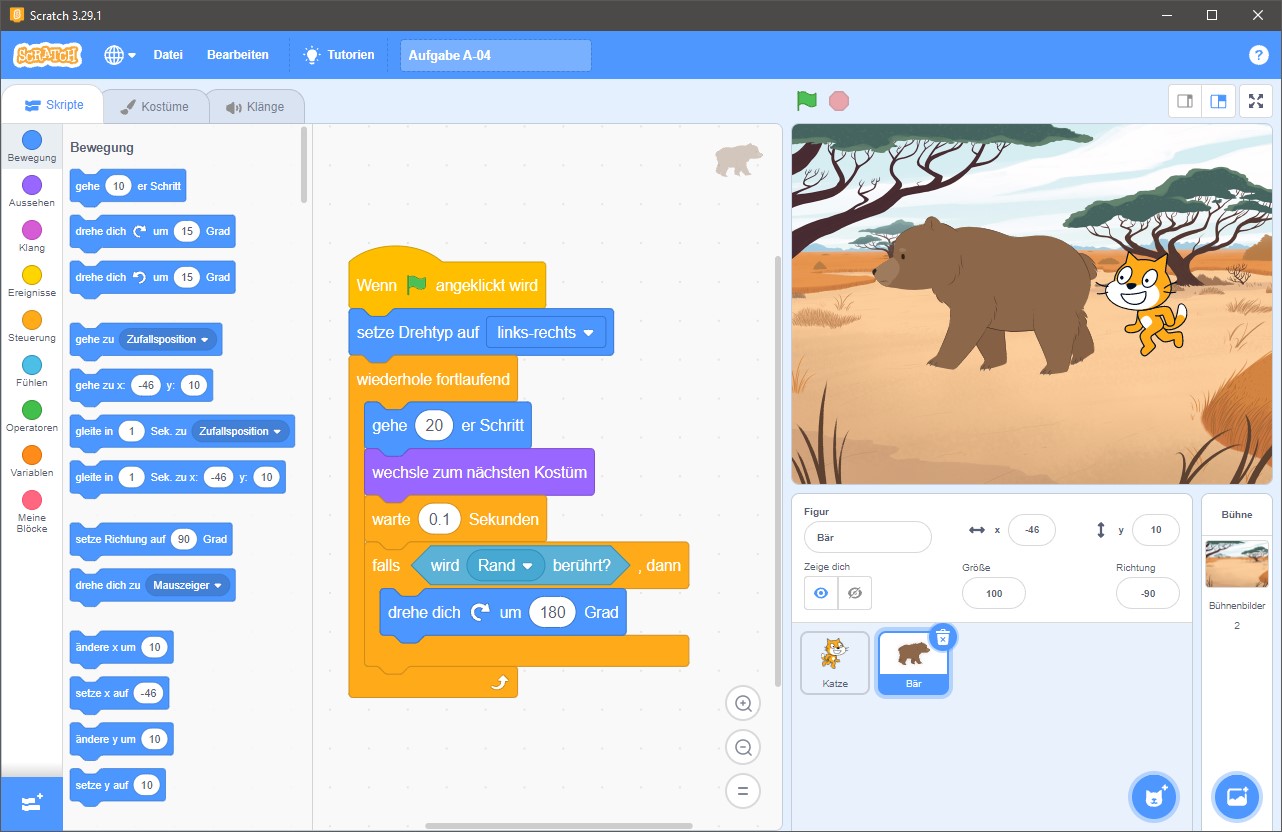 Scratch 3.29.1
SCRATCH
Datei
Bearbeiten
Tutorien
Aufgabe A-04
?
Skripte
Kostüme
Klänge
Bewegung
Aussehen
Klang
Ereignisse
Steuerung
Fühlen
Operatoren
Variablen
Meine
Blöcke
Bewegung
gehe 10 er Schritt
drehe dich um 15 Grad
drehe dich um 15 Grad
gehe zu Zufallsposition
gehe zu x: -46 y: 10
gleite in 1 Sek. zu Zufallsposition
gleite in 1 Sek. zu x: -46 y: 10
setze Richtung auf 90 Grad
drehe dich zu Mauszeiger
ändere x um 10
setze x auf -46
ändere y um 10
setze y auf 10
Wenn angeklickt wird
setze Drehtyp auf links-rechts
wiederhole fortlaufend
gehe 20 er Schritt
wechsle zum nächsten Kostüm
warte 0.1 Sekunden
falls wird Rand berührt? , dann
drehe dich um 180 Grad
Figur
Bär
x -46
y 10
Zeige dich
Größe
100
Richtung
-90
Katze
Bär
Bühne
Bühnenbilder
2